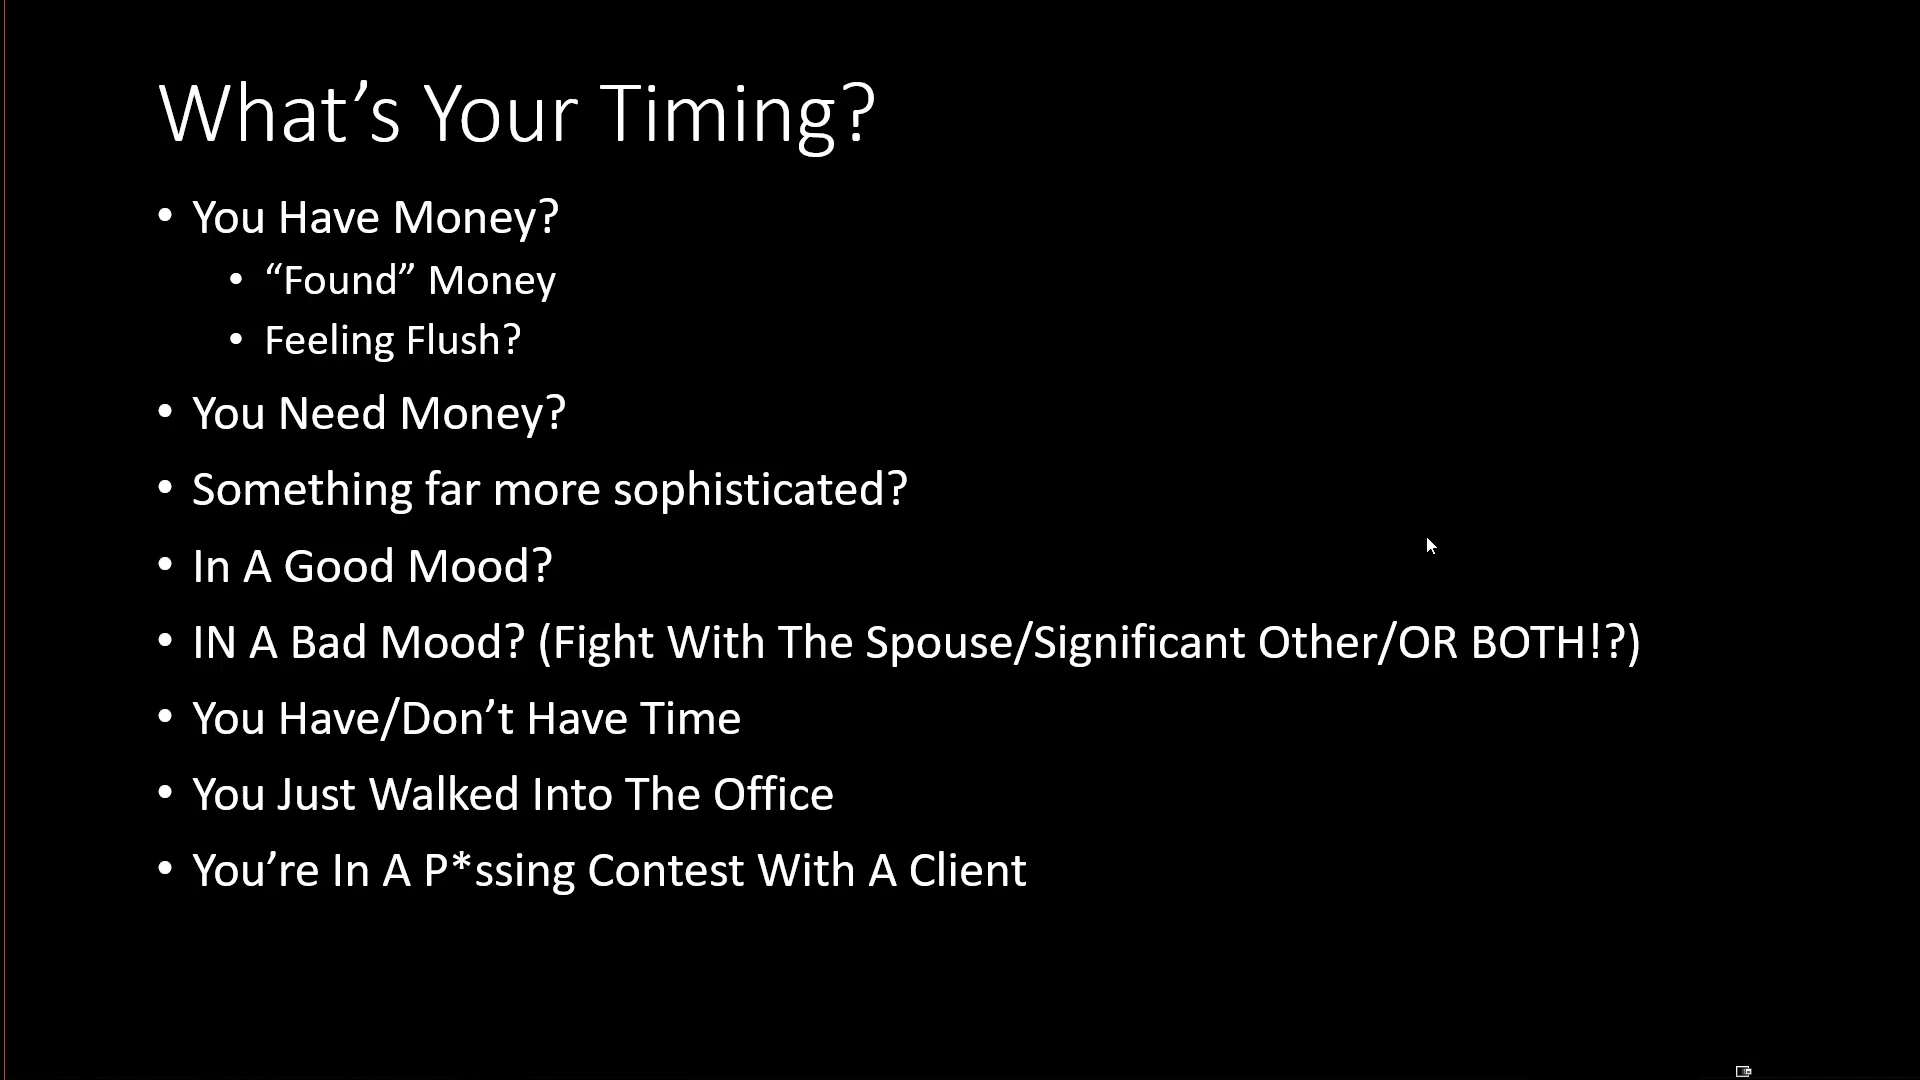 What’s Your Timing?
• You Have Money?
• “Found” Money
• Feeling Flush?
• You Need Money?
• Something far more sophisticated?
• In A Good Mood?
• IN A Bad Mood? (Fight With The Spouse/Significant Other/OR BOTH!?)
• You Have/Don’t Have Time
• You Just Walked Into The Office
• You’re In A P*ssing Contest With A Client